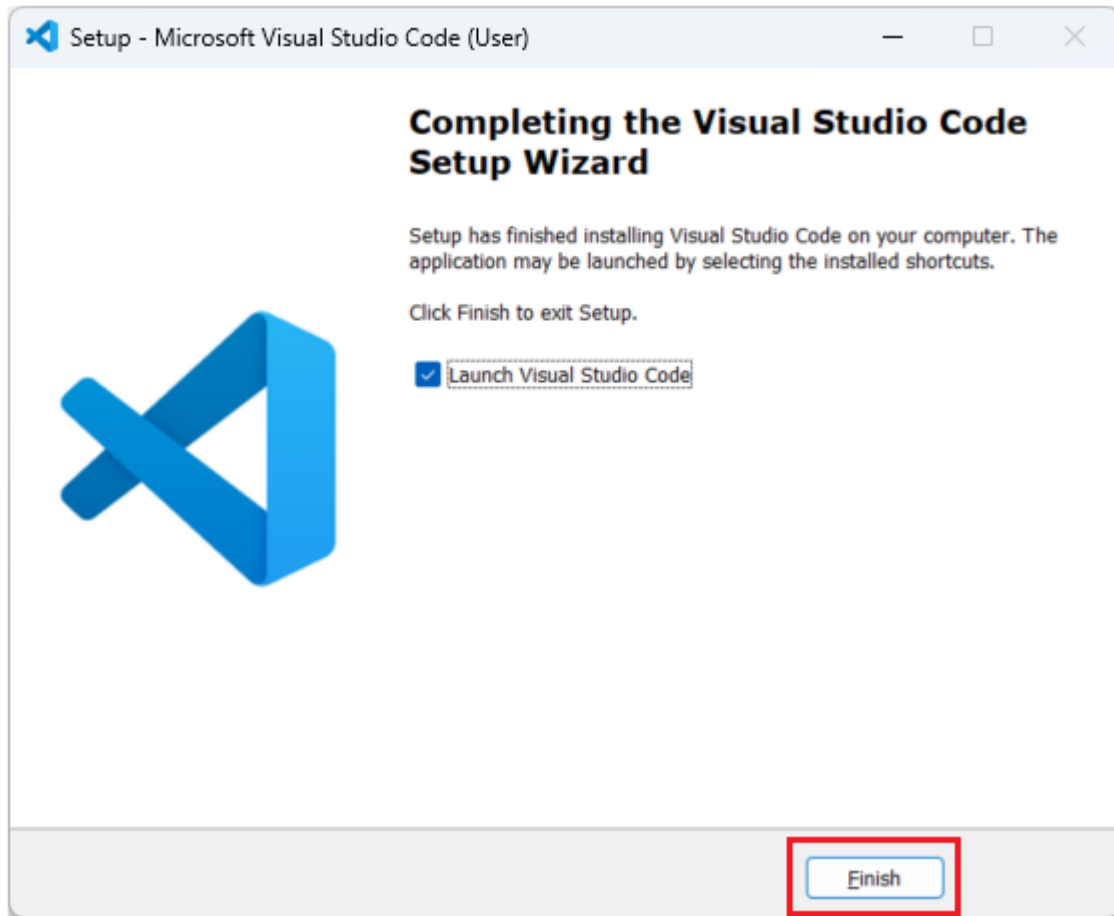 Setup - Microsoft Visual Studio Code (User)
Completing the Visual Studio Code
Setup Wizard
Setup has finished installing Visual Studio Code on your computer. The
application may be launched by selecting the installed shortcuts.
Click Finish to exit Setup.
Launch Visual Studio Code
Finish